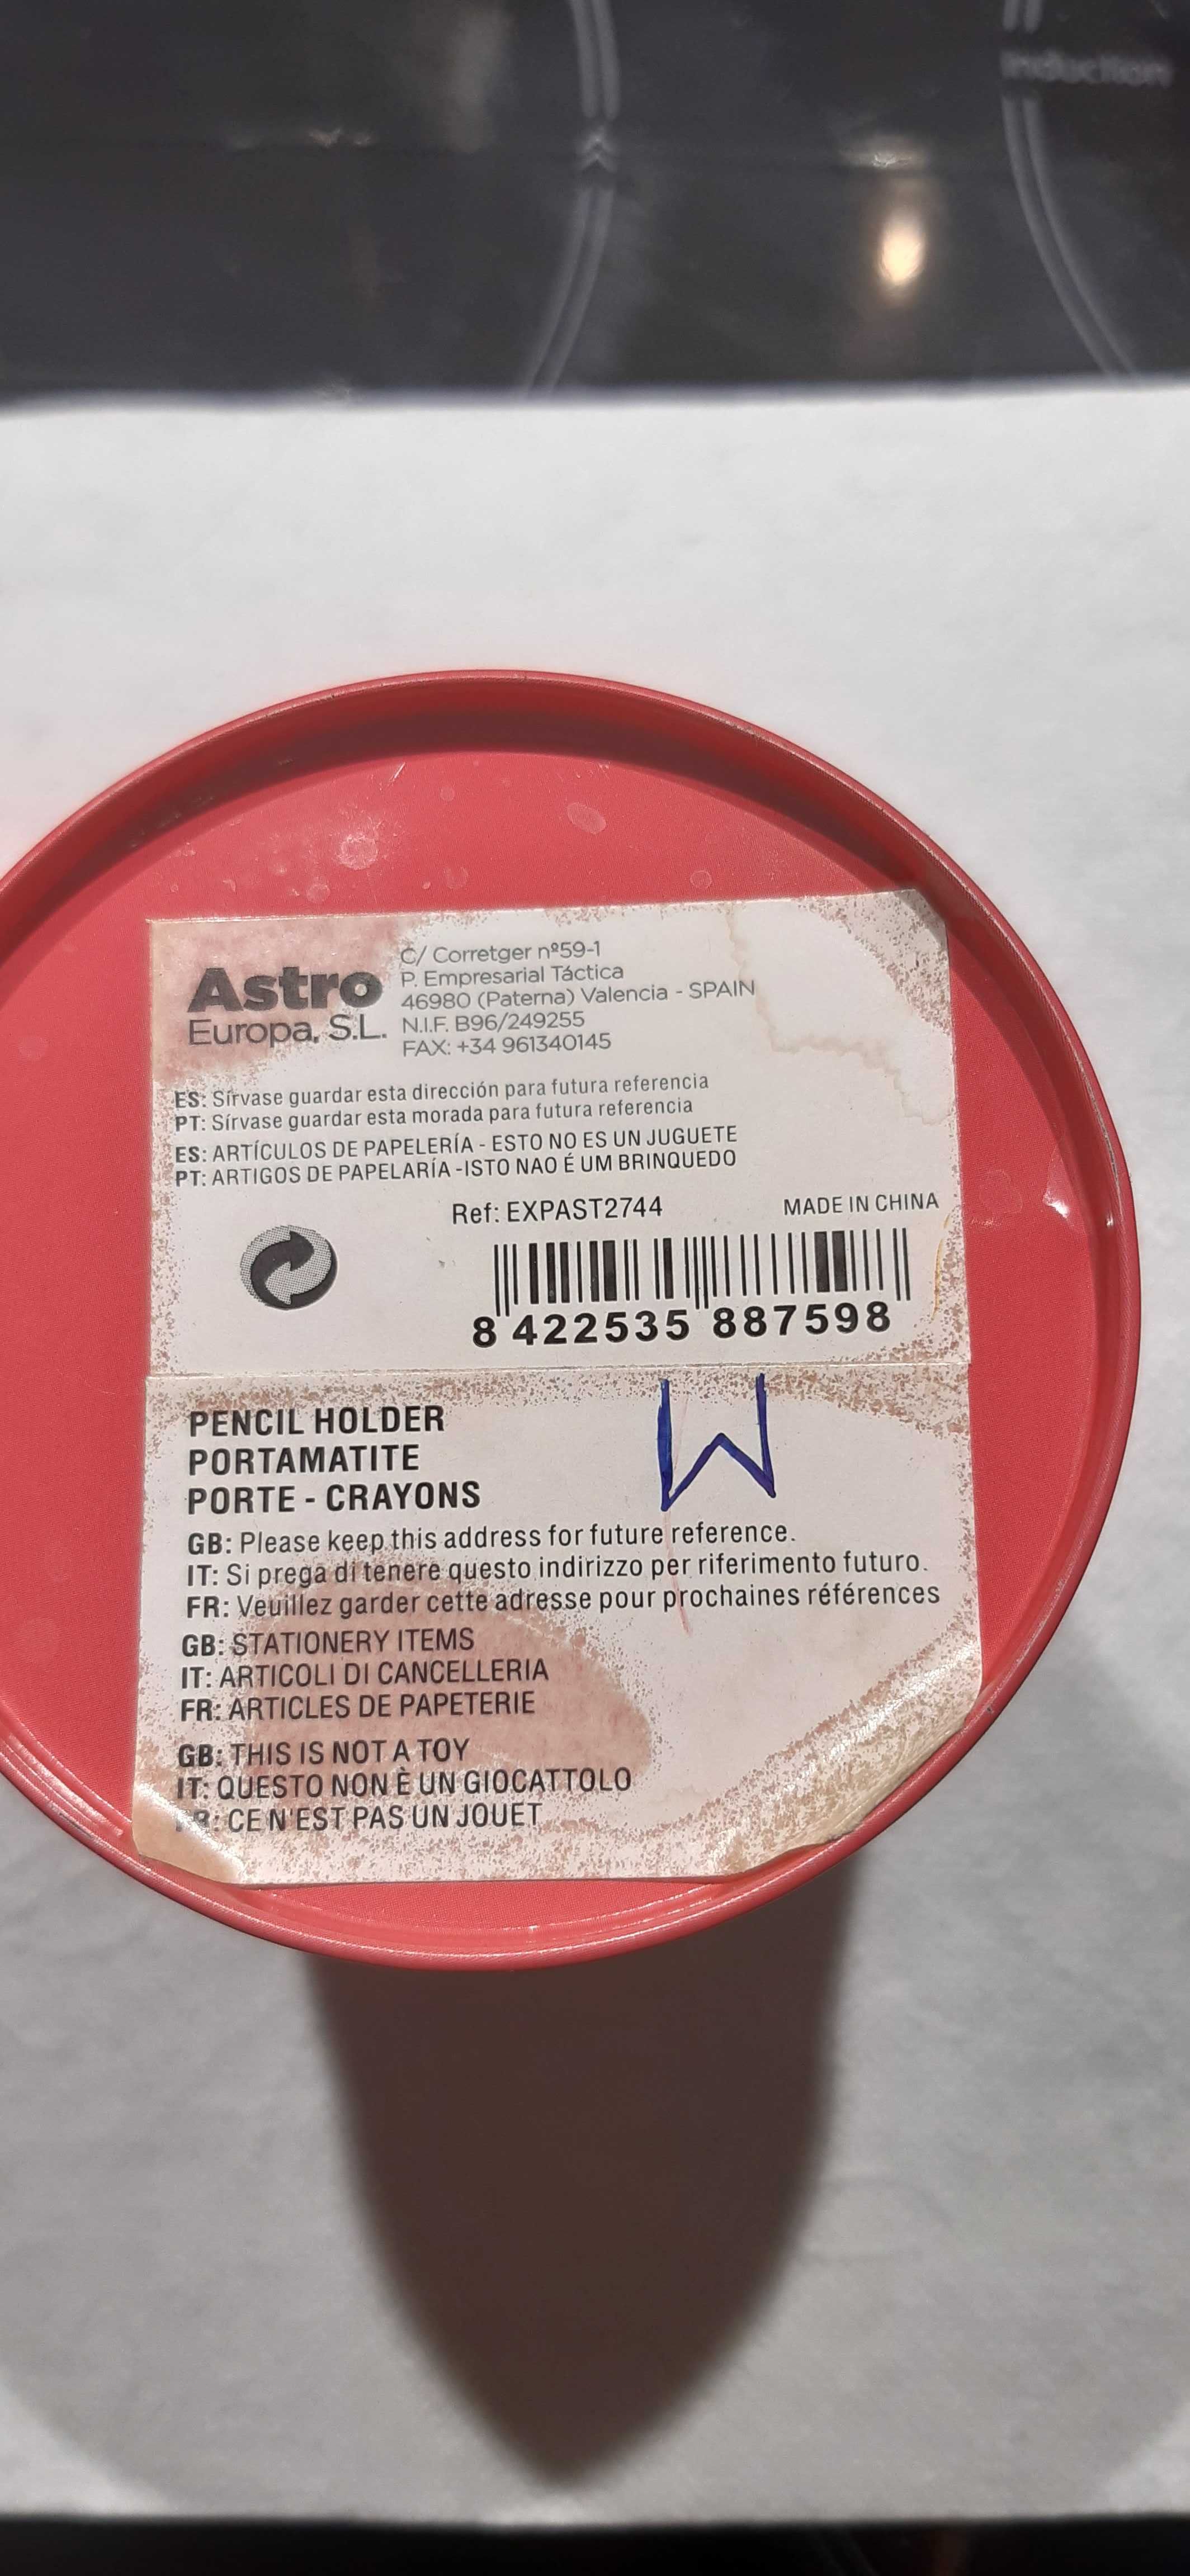 Induction
Astro
Europa, S.L.
C/ Corretger nº59-1
P. Empresarial Táctica
46980 (Paterna) Valencia - SPAIN
N.I.F. B96/249255
FAX: +34 961340145
ES: Sírvase guardar esta dirección para futura referencia
PT: Sírvase guardar esta morada para futura referencia
ES: ARTÍCULOS DE PAPELERÍA - ESTO NO ES UN JUGUETE
PT: ARTIGOS DE PAPELARÍA -ISTO NAO É UM BRINQUEDO
Ref: EXPAST2744 MADE IN CHINA
8 422535 887598
PENCIL HOLDER
PORTAMATITE
PORTE - CRAYONS
W
GB: Please keep this address for future reference.
IT: Si prega di tenere questo indirizzo per riferimento futuro.
FR: Veuillez garder cette adresse pour prochaines références
GB: STATIONERY ITEMS
IT: ARTICOLI DI CANCELLERIA
FR: ARTICLES DE PAPETERIE
GB: THIS IS NOT A TOY
IT: QUESTO NON È UN GIOCATTOLO
FR: CE N'EST PAS UN JOUET